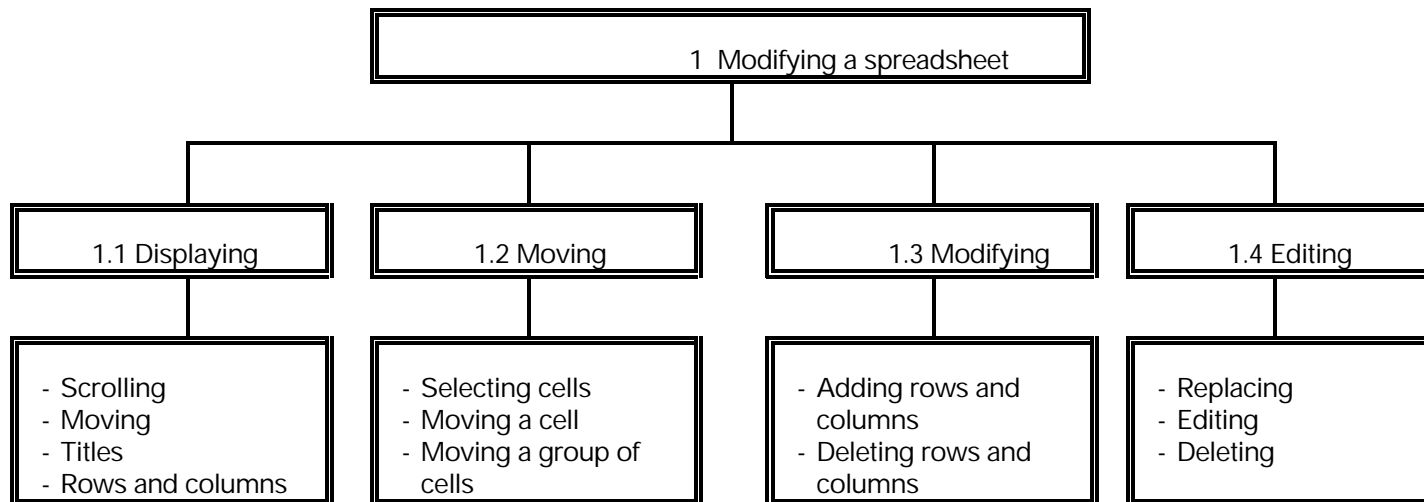 1 Modifying a spreadsheet
1.1 Displaying
1.2 Moving
1.3 Modifying
1.4 Editing
- Scrolling
- Moving
- Titles
- Rows and columns
- Selecting cells
- Moving a cell
- Moving a group of
cells
- Adding rows and
columns
- Deleting rows and
columns
- Replacing
- Editing
- Deleting